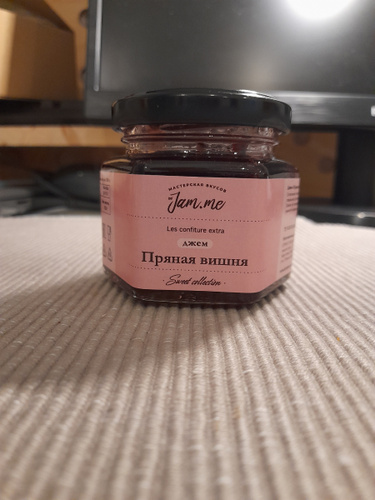 МАСТЕРСКАЯ ВКУСОВ
Jam.me
Les confiture extra
джем
Пряная вишня
· Sweet collection ·